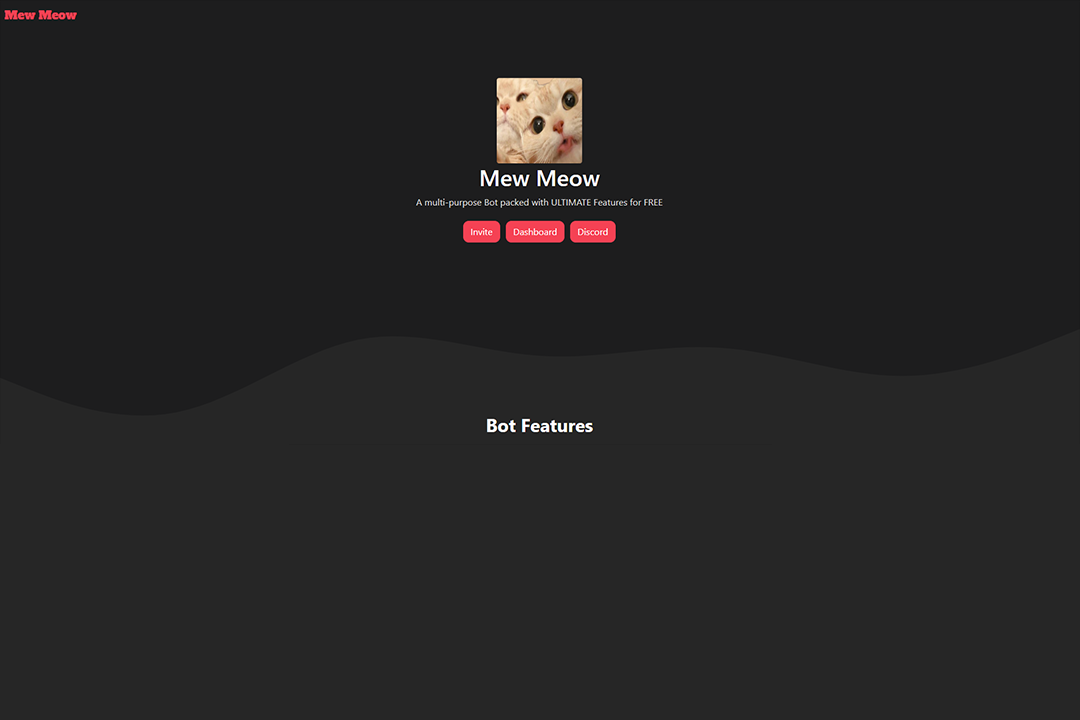 Mew Meow
Mew Meow
A multi-purpose Bot packed with ULTIMATE Features for FREE
Invite Dashboard Discord
Bot Features